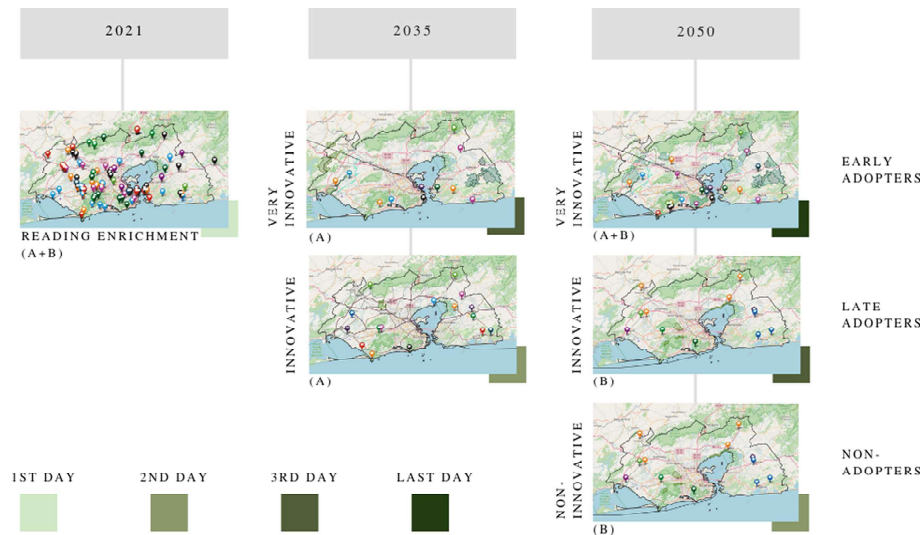 2021
2035
2050
READING ENRICHMENT
(A+B)
VERY
INNOVATIVE
(A)
VERY
INNOVATIVE
(A+B)
EARLY
ADOPTERS
INNOVATIVE
(A)
INNOVATIVE
(B)
LATE
ADOPTERS
NON-
INNOVATIVE
(B)
NON-
ADOPTERS
1ST DAY
2ND DAY
3RD DAY
LAST DAY